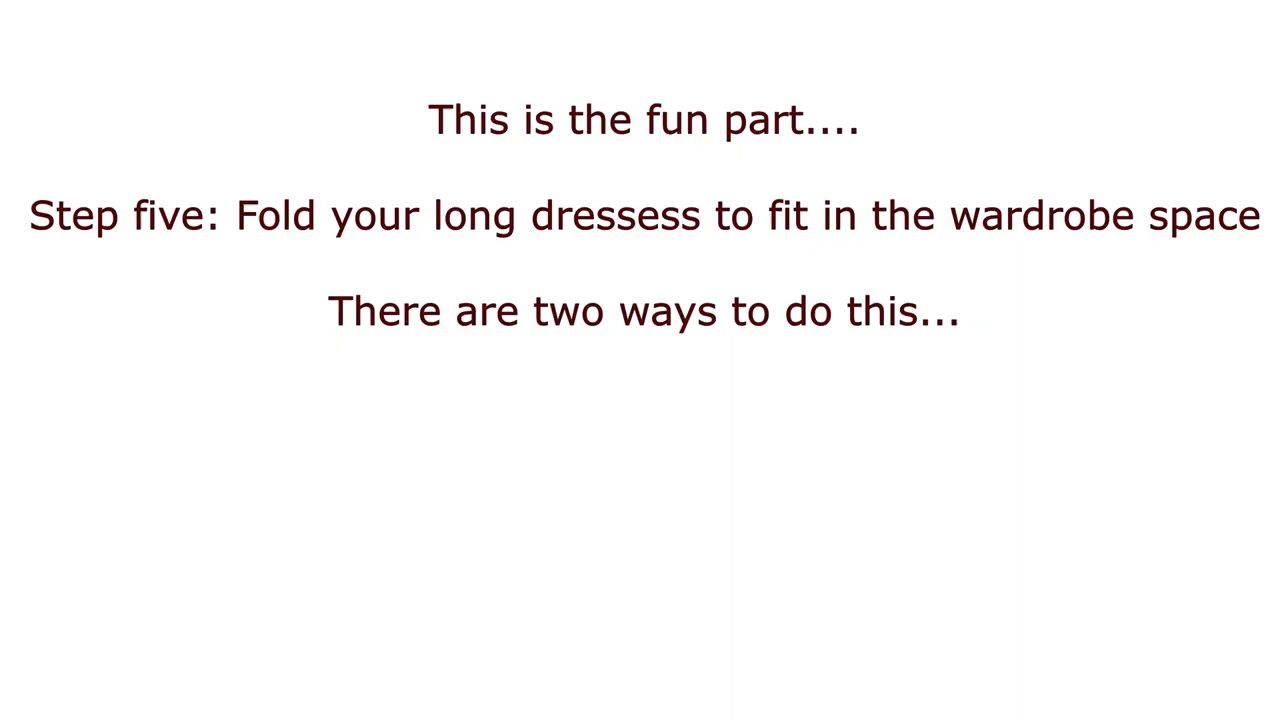 This is the fun part....
Step five: Fold your long dressess to fit in the wardrobe space
There are two ways to do this...